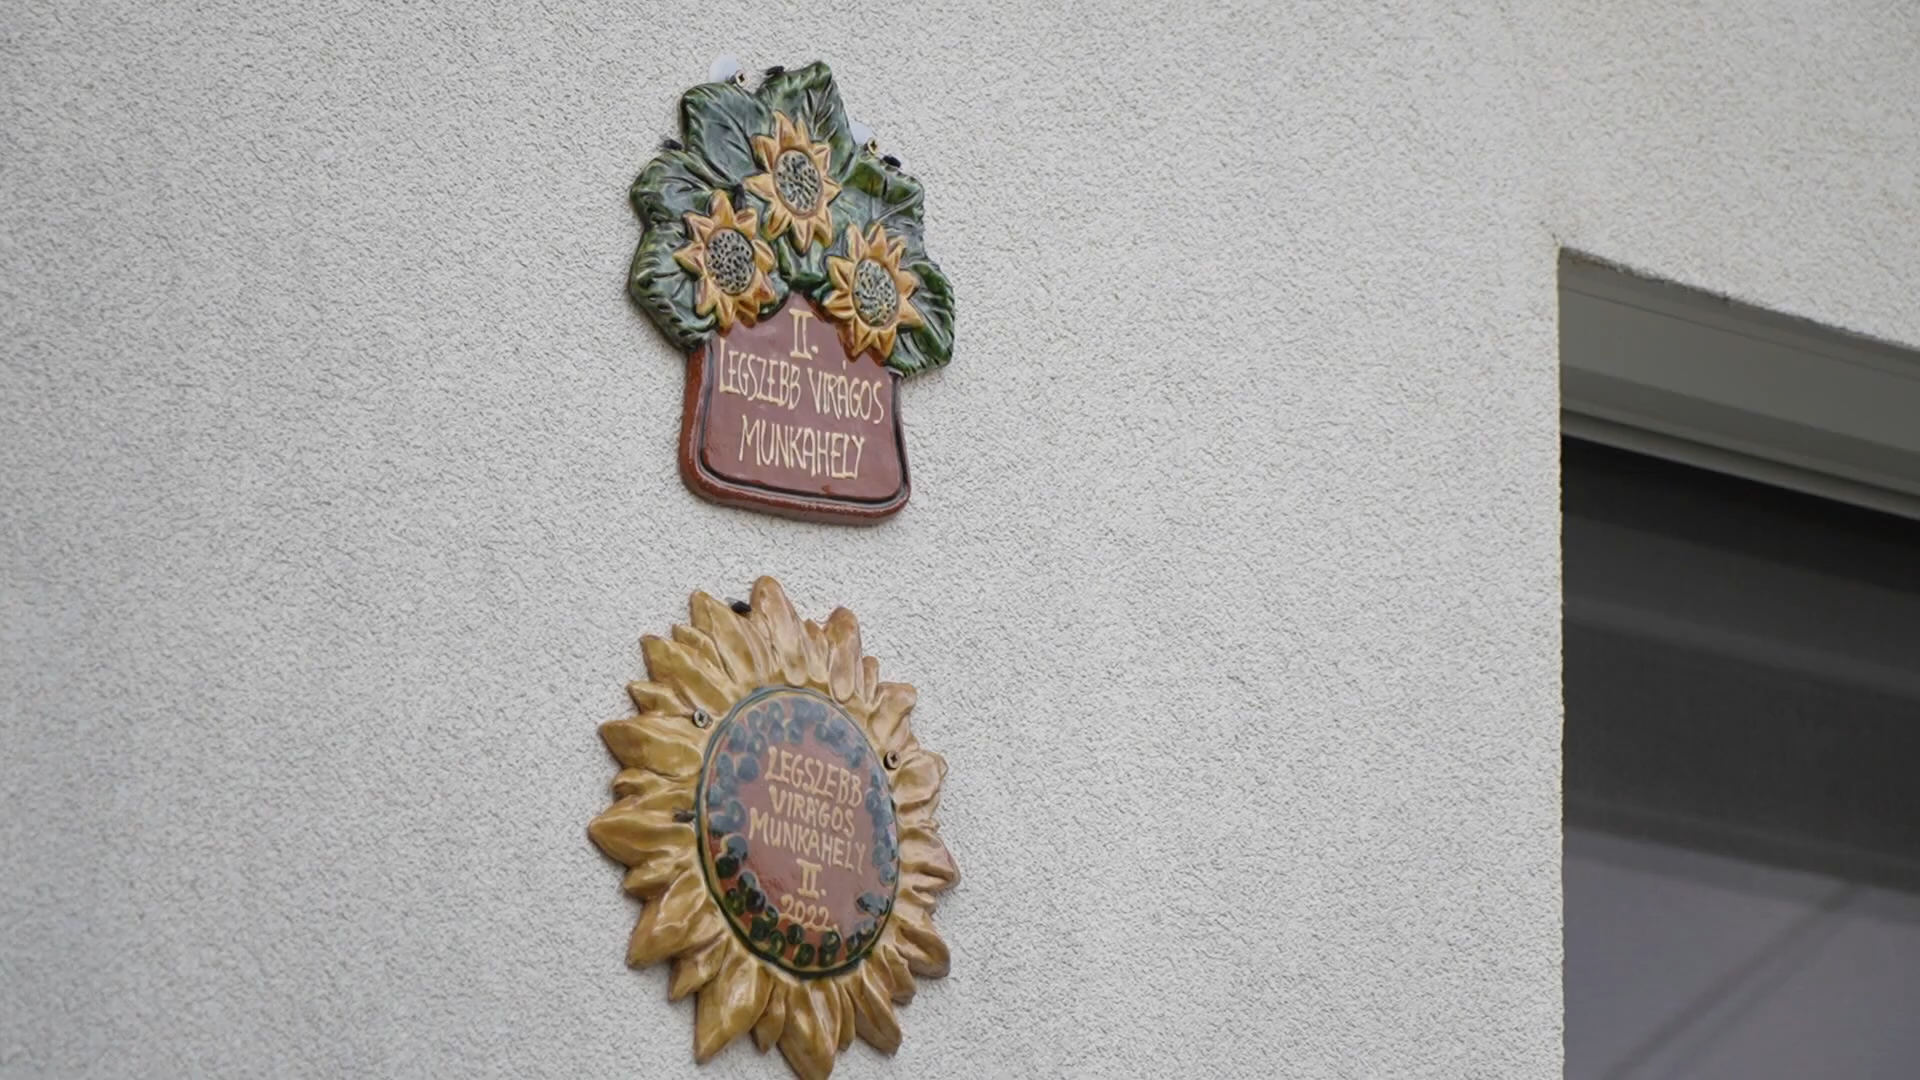 II.
LEGSZEBB VIRÁGOS
MUNKAHELY
LEGSZEBB
VIRÁGOS
MUNKAHELY
II.
2022.